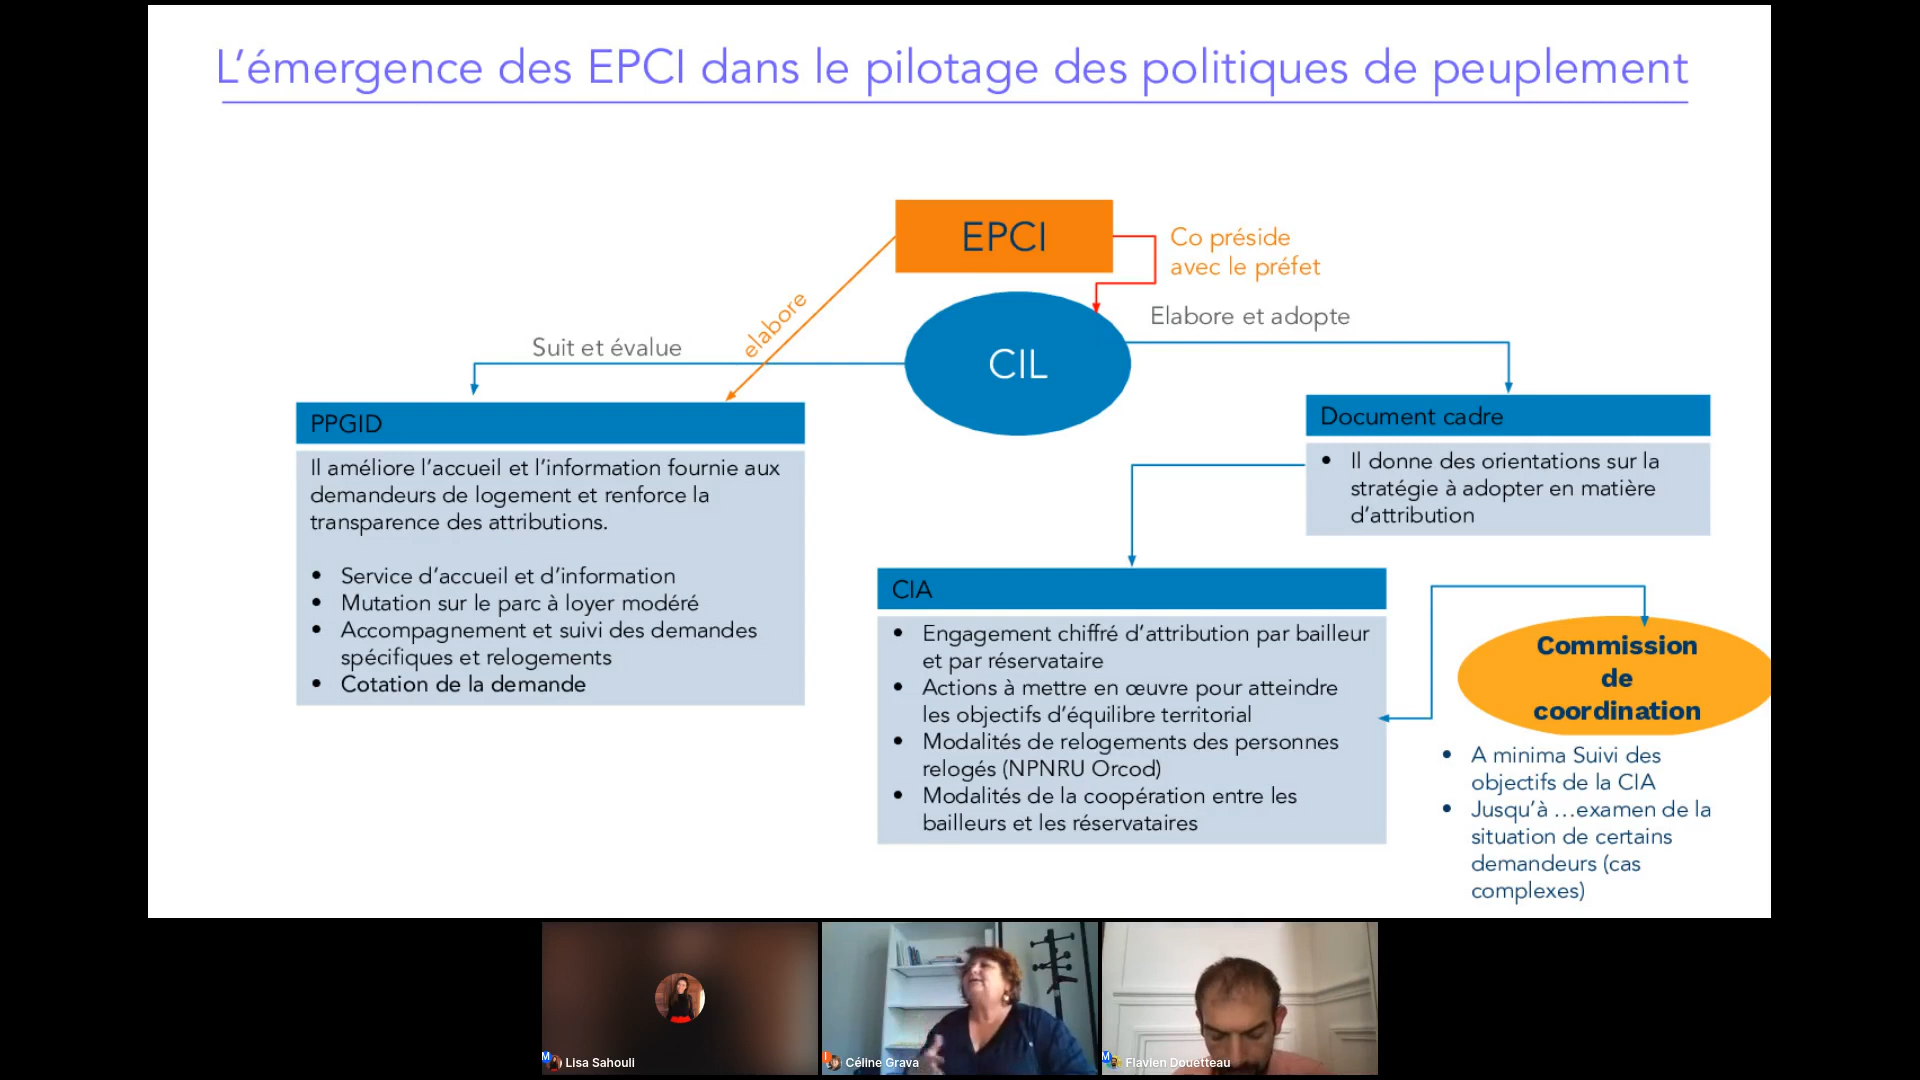 L’émergence des EPCI dans le pilotage des politiques de peuplement
EPCI
Co préside
avec le préfet
elabore
Suit et évalue
CIL
Elabore et adopte
PPGID
Il améliore l’accueil et l’information fournie aux
demandeurs de logement et renforce la
transparence des attributions.
• Service d’accueil et d’information
• Mutation sur le parc à loyer modéré
• Accompagnement et suivi des demandes
spécifiques et relogements
• Cotation de la demande
Document cadre
• Il donne des orientations sur la
stratégie à adopter en matière
d’attribution
CIA
• Engagement chiffré d’attribution par bailleur
et par réservataire
• Actions à mettre en œuvre pour atteindre
les objectifs d’équilibre territorial
• Modalités de relogements des personnes
relogés (NPNRU Orcod)
• Modalités de la coopération entre les
bailleurs et les réservataires
Commission
de
coordination
• A minima Suivi des
objectifs de la CIA
• Jusqu’à …examen de la
situation de certains
demandeurs (cas
complexes)
Lisa Sahouli
Céline Grava
Flavien Douetteau